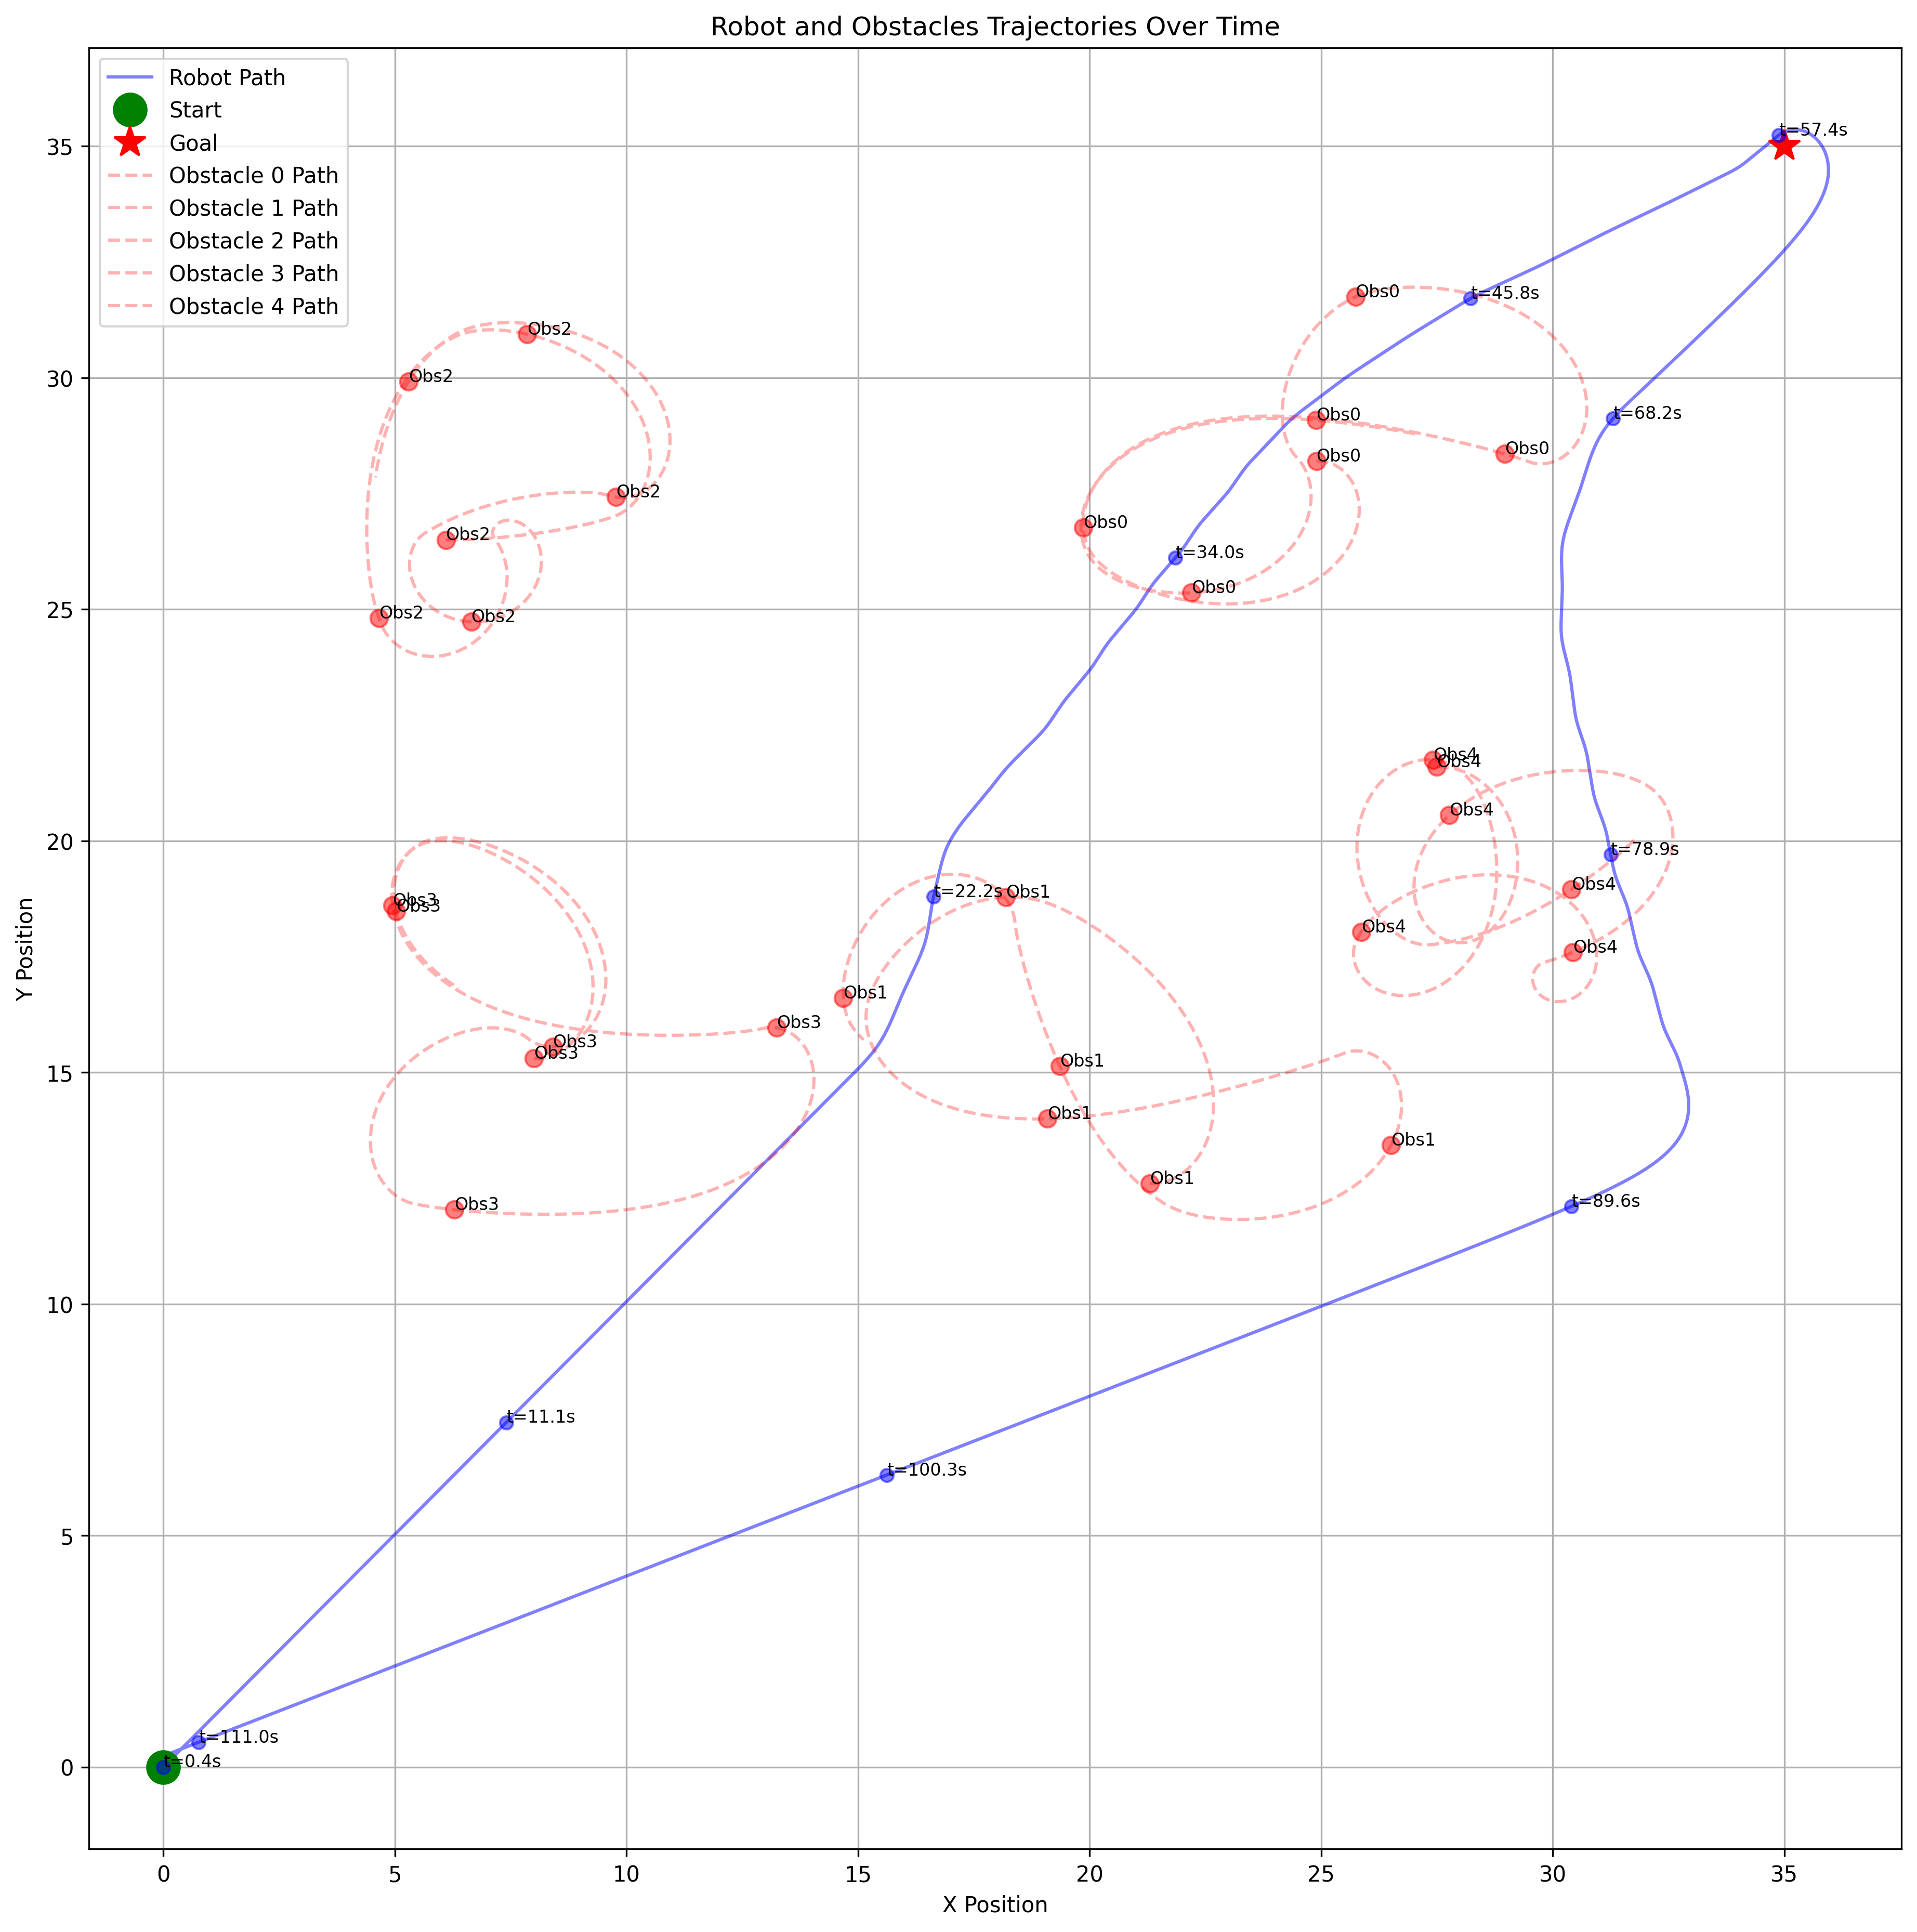 Robot and Obstacles Trajectories Over Time
Robot Path
Start
Goal
Obstacle 0 Path
Obstacle 1 Path
Obstacle 2 Path
Obstacle 3 Path
Obstacle 4 Path
35
30
25
20
15
10
5
0
Y Position
t=57.4s
Obs0
t=45.8s
Obs2
Obs2
t=68.2s
Obs0
Obs0
Obs0
Obs2
Obs0
Obs2
t=34.0s
Obs0
Obs2
Obs2
Obs4
Obs4
Obs4
t=78.9s
Obs3
Obs3
t=22.2s
Obs1
Obs4
Obs4
Obs4
Obs1
Obs3
Obs3
Obs3
Obs1
Obs1
Obs1
Obs1
Obs3
t=89.6s
t=11.1s
t=100.3s
t=111.0s
t=0.4s
0
5
10
15
20
25
30
35
X Position